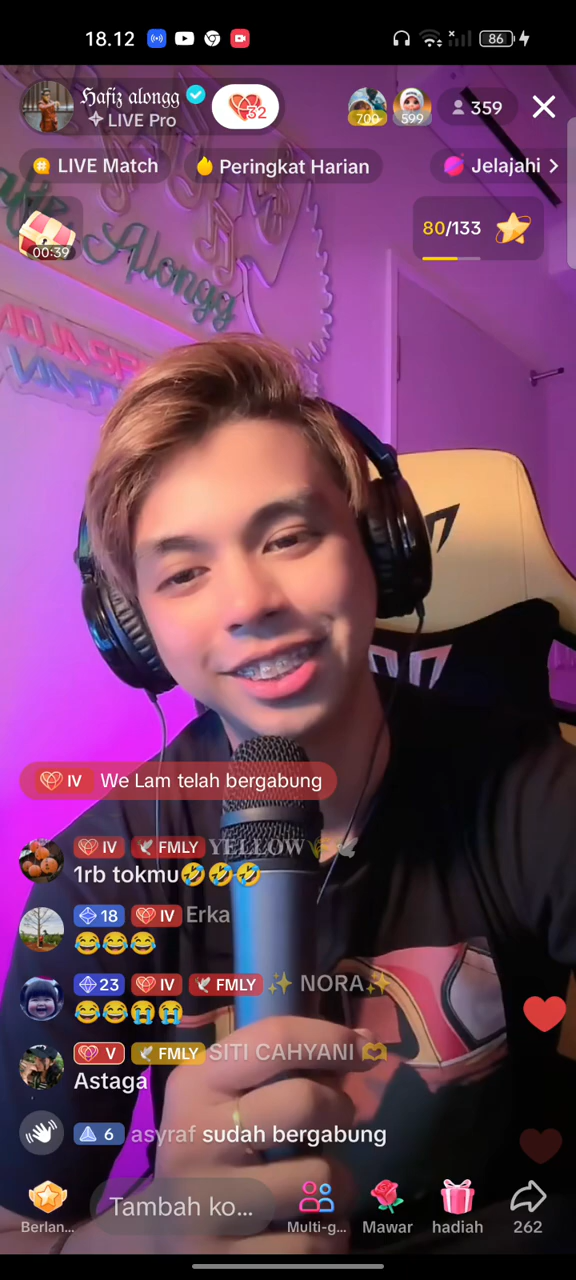 18.12
86
Hafiz alongg
LIVE Pro
32
700
599
359
LIVE Match
Peringkat Harian
Jelajahi
00:39
80/133
Alongg
IV We Lam telah bergabung
IV FMLY YELLOW
1rb tokmu🤣🤣🤣
18 IV Erka
😂😂😂
23 IV FMLY ✨ NORA✨
😂😂😭😭
V FMLY SITI CAHYANI 🫶
Astaga
6 asyraf sudah bergabung
Berlan...
Tambah ko...
Multi-g...
Mawar
hadiah
262